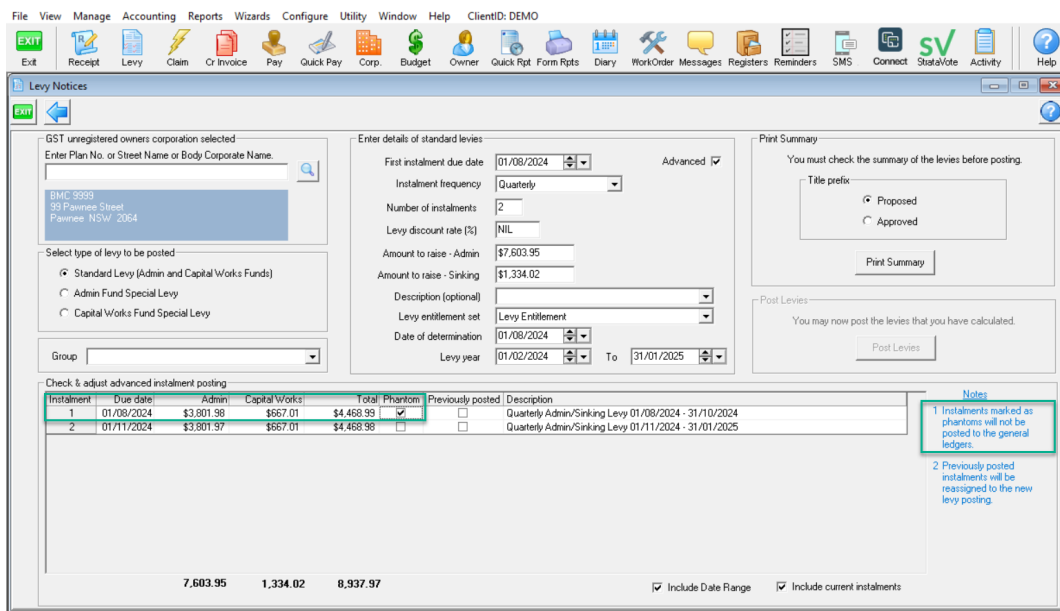 File View Manage Accounting Reports Wizards Configure Utility Window Help ClientID: DEMO
EXIT
Exit Receipt Levy Claim Cr Invoice Pay Quick Pay Corp. Budget Owner Quick Rpt Form Rpts Diary WorkOrder Messages Registers Reminders SMS Connect StrataVote Activity Help
Levy Notices
EXIT
GST unregistered owners corporation selected
Enter Plan No. or Street Name or Body Corporate Name.
BMC 9999
99 Pawnee Street
Pawnee NSW 2064
Select type of levy to be posted
Standard Levy (Admin and Capital Works Funds)
Admin Fund Special Levy
Capital Works Fund Special Levy
Group
Enter details of standard levies
First instalment due date 01/08/2024 Advanced
Instalment frequency Quarterly
Number of instalments 2
Levy discount rate (%) NIL
Amount to raise - Admin $7,603.95
Amount to raise - Sinking $1,334.02
Description (optional)
Levy entitlement set Levy Entitlement
Date of determination 01/08/2024
Levy year 01/02/2024 To 31/01/2025
Print Summary
You must check the summary of the levies before posting.
Title prefix
Proposed
Approved
Print Summary
Post Levies
You may now post the levies that you have calculated.
Post Levies
Check & adjust advanced instalment posting
Instalment Due date Admin Capital Works Total Phantom Previously posted Description
1 01/08/2024 $3,801.98 $667.01 $4,468.99 Quarterly Admin/Sinking Levy 01/08/2024 - 31/10/2024
2 01/11/2024 $3,801.97 $667.01 $4,468.98 Quarterly Admin/Sinking Levy 01/11/2024 - 31/01/2025
7,603.95 1,334.02 8,937.97
Include Date Range Include current instalments
Notes
1 Instalments marked as
phantoms will not be
posted to the general
ledgers.
2 Previously posted
instalments will be
reassigned to the new
levy posting.